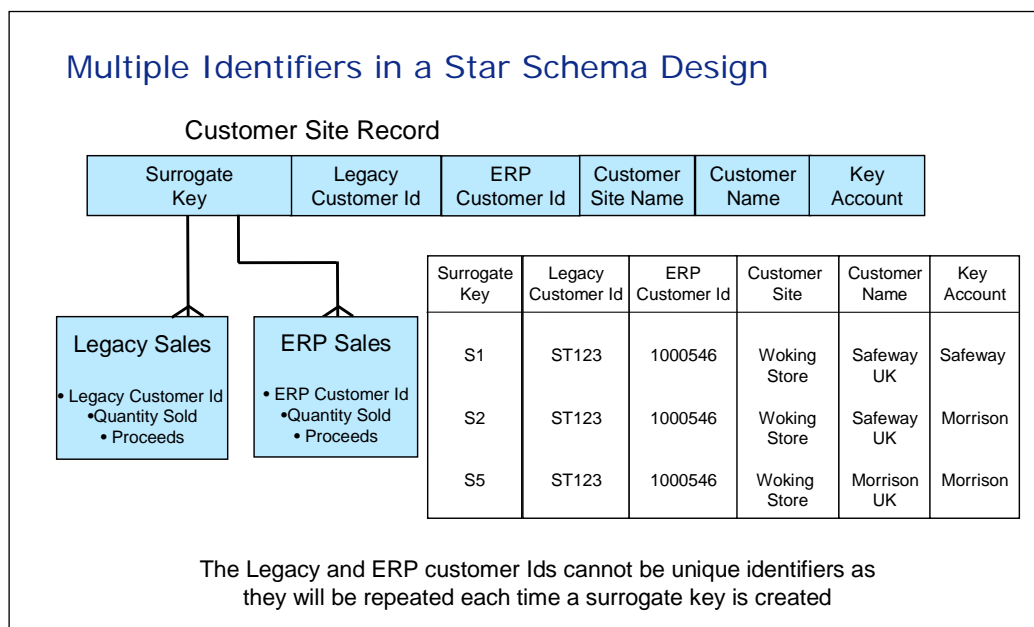 Multiple Identifiers in a Star Schema Design
Customer Site Record
Surrogate Key
Legacy Customer Id
ERP Customer Id
Customer Site Name
Customer Name
Key Account
Legacy Sales
• Legacy Customer Id
•Quantity Sold
• Proceeds
ERP Sales
• ERP Customer Id
•Quantity Sold
• Proceeds
Surrogate Key Legacy Customer Id ERP Customer Id Customer Site Customer Name Key Account
S1 ST123 1000546 Woking Store Safeway UK Safeway
S2 ST123 1000546 Woking Store Safeway UK Morrison
S5 ST123 1000546 Woking Store Morrison UK Morrison
The Legacy and ERP customer Ids cannot be unique identifiers as
they will be repeated each time a surrogate key is created